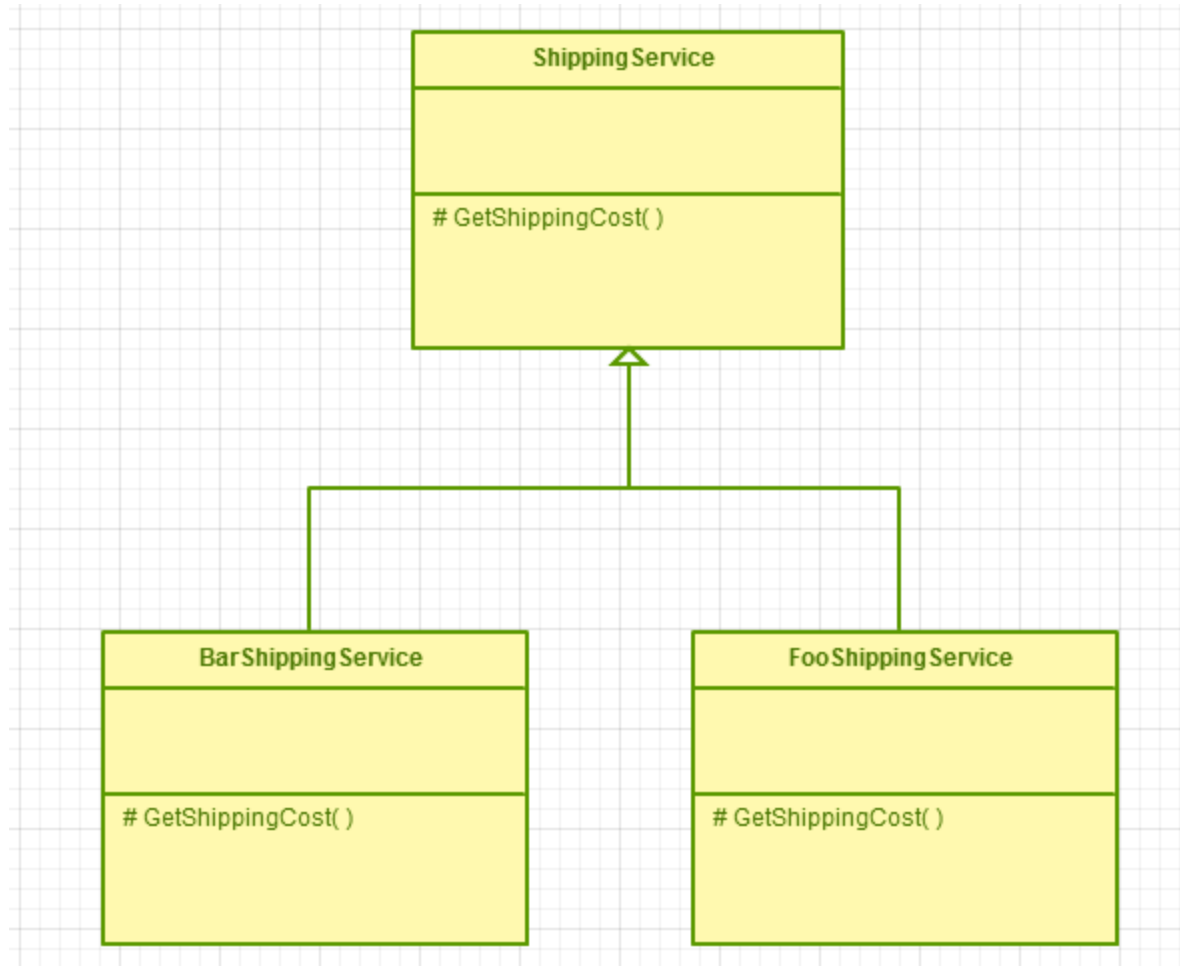 ShippingService
# GetShippingCost( )
BarShippingService
FooShippingService
# GetShippingCost( )
# GetShippingCost( )